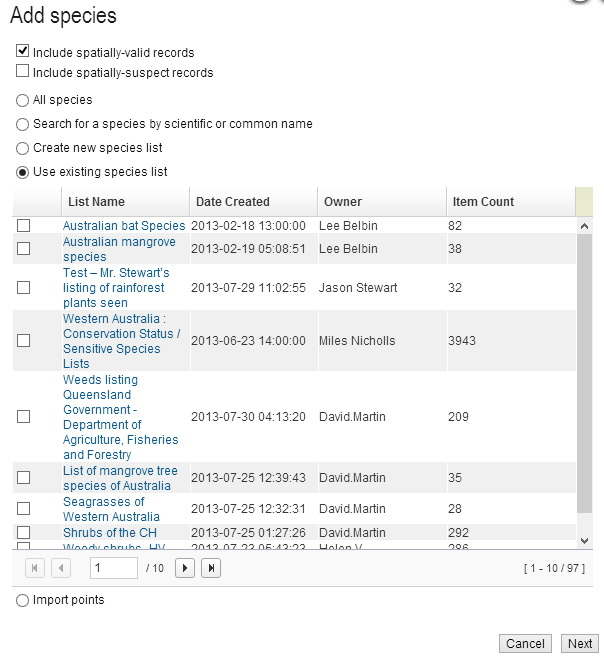 Add species
Include spatially-valid records
Include spatially-suspect records
All species
Search for a species by scientific or common name
Create new species list
Use existing species list
List Name Date Created Owner Item Count
Australian bat Species 2013-02-18 13:00:00 Lee Belbin 82
Australian mangrove
species 2013-02-19 05:08:51 Lee Belbin 38
Test – Mr. Stewart's
listing of rainforest 2013-07-29 11:02:55 Jason Stewart 32
plants seen
Western Australia :
Conservation Status /
Sensitive Species 2013-06-23 14:00:00 Miles Nicholls 3943
Lists
Weeds listing
Queensland
Government -
Department of 2013-07-30 04:13:20 David.Martin 209
Agriculture, Fisheries
and Forestry
List of mangrove tree
species of Australia 2013-07-25 12:39:43 David.Martin 35
Seagrasses of
Western Australia 2013-07-25 12:32:31 David.Martin 28
Shrubs of the CH 2013-07-25 01:27:26 David.Martin 292
Woody shrubs HV 2013-07-23 05:43:23 Helen V 286
1 / 10 [ 1 - 10 / 97 ]
Import points
Cancel Next